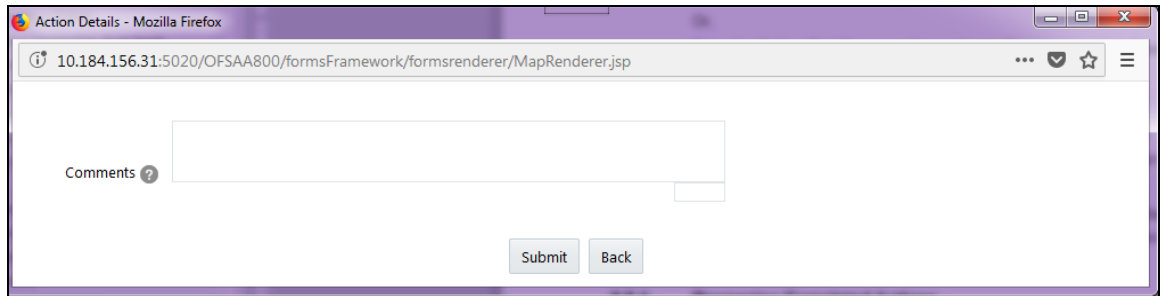 Action Details - Mozilla Firefox
10.184.156.31:5020/OFSAA800/formsFramework/formsrenderer/MapRenderer.jsp
Comments ?
Submit Back